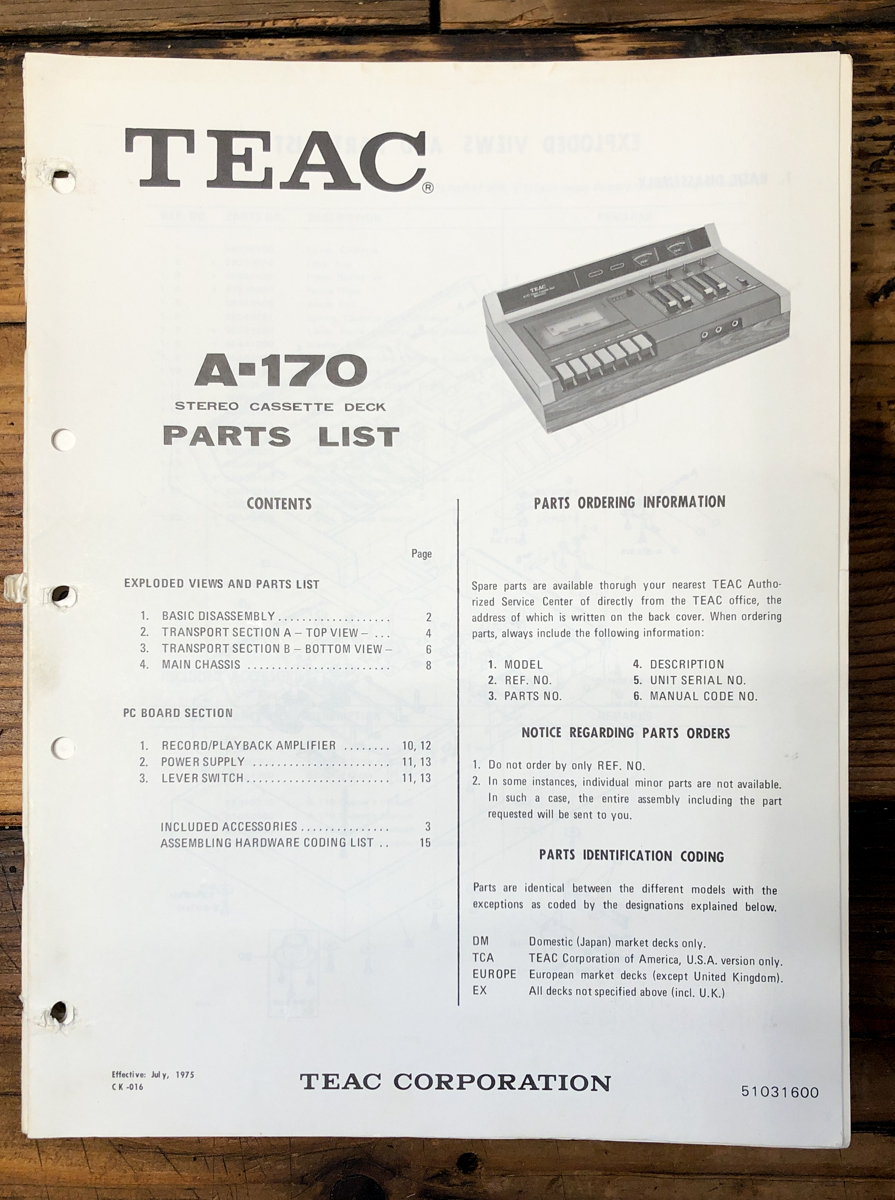 TEAC®
A-170
STEREO CASSETTE DECK
PARTS LIST
CONTENTS
Page
EXPLODED VIEWS AND PARTS LIST
1. BASIC DISASSEMBLY .................. 2
2. TRANSPORT SECTION A – TOP VIEW – ... 4
3. TRANSPORT SECTION B – BOTTOM VIEW – 6
4. MAIN CHASSIS ....................... 8
PC BOARD SECTION
1. RECORD/PLAYBACK AMPLIFIER ........ 10, 12
2. POWER SUPPLY ...................... 11, 13
3. LEVER SWITCH ....................... 11, 13
INCLUDED ACCESSORIES ............... 3
ASSEMBLING HARDWARE CODING LIST .. 15
PARTS ORDERING INFORMATION
Spare parts are available thorugh your nearest TEAC Autho-
rized Service Center of directly from the TEAC office, the
address of which is written on the back cover. When ordering
parts, always include the following information:
1. MODEL 4. DESCRIPTION
2. REF. NO. 5. UNIT SERIAL NO.
3. PARTS NO. 6. MANUAL CODE NO.
NOTICE REGARDING PARTS ORDERS
1. Do not order by only REF. NO.
2. In some instances, individual minor parts are not available.
In such a case, the entire assembly including the part
requested will be sent to you.
PARTS IDENTIFICATION CODING
Parts are identical between the different models with the
exceptions as coded by the designations explained below.
DM Domestic (Japan) market decks only.
TCA TEAC Corporation of America, U.S.A. version only.
EUROPE European market decks (except United Kingdom).
EX All decks not specified above (incl. U.K.)
Effective: July, 1975
CK-016
TEAC CORPORATION
51031600